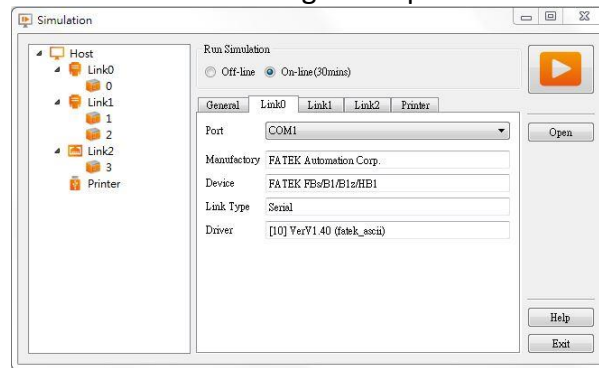 Simulation
Host
Link0
0
Link1
1
2
Link2
3
Printer
Run Simulation
Off-line On-line(30mins)
General Link0 Link1 Link2 Printer
Port COM1
Manufactory FATEK Automation Corp.
Device FATEK FBs/B1/B1z/HB1
Link Type Serial
Driver [10] VerV1.40 (fatek_ascii)
Open
Help
Exit